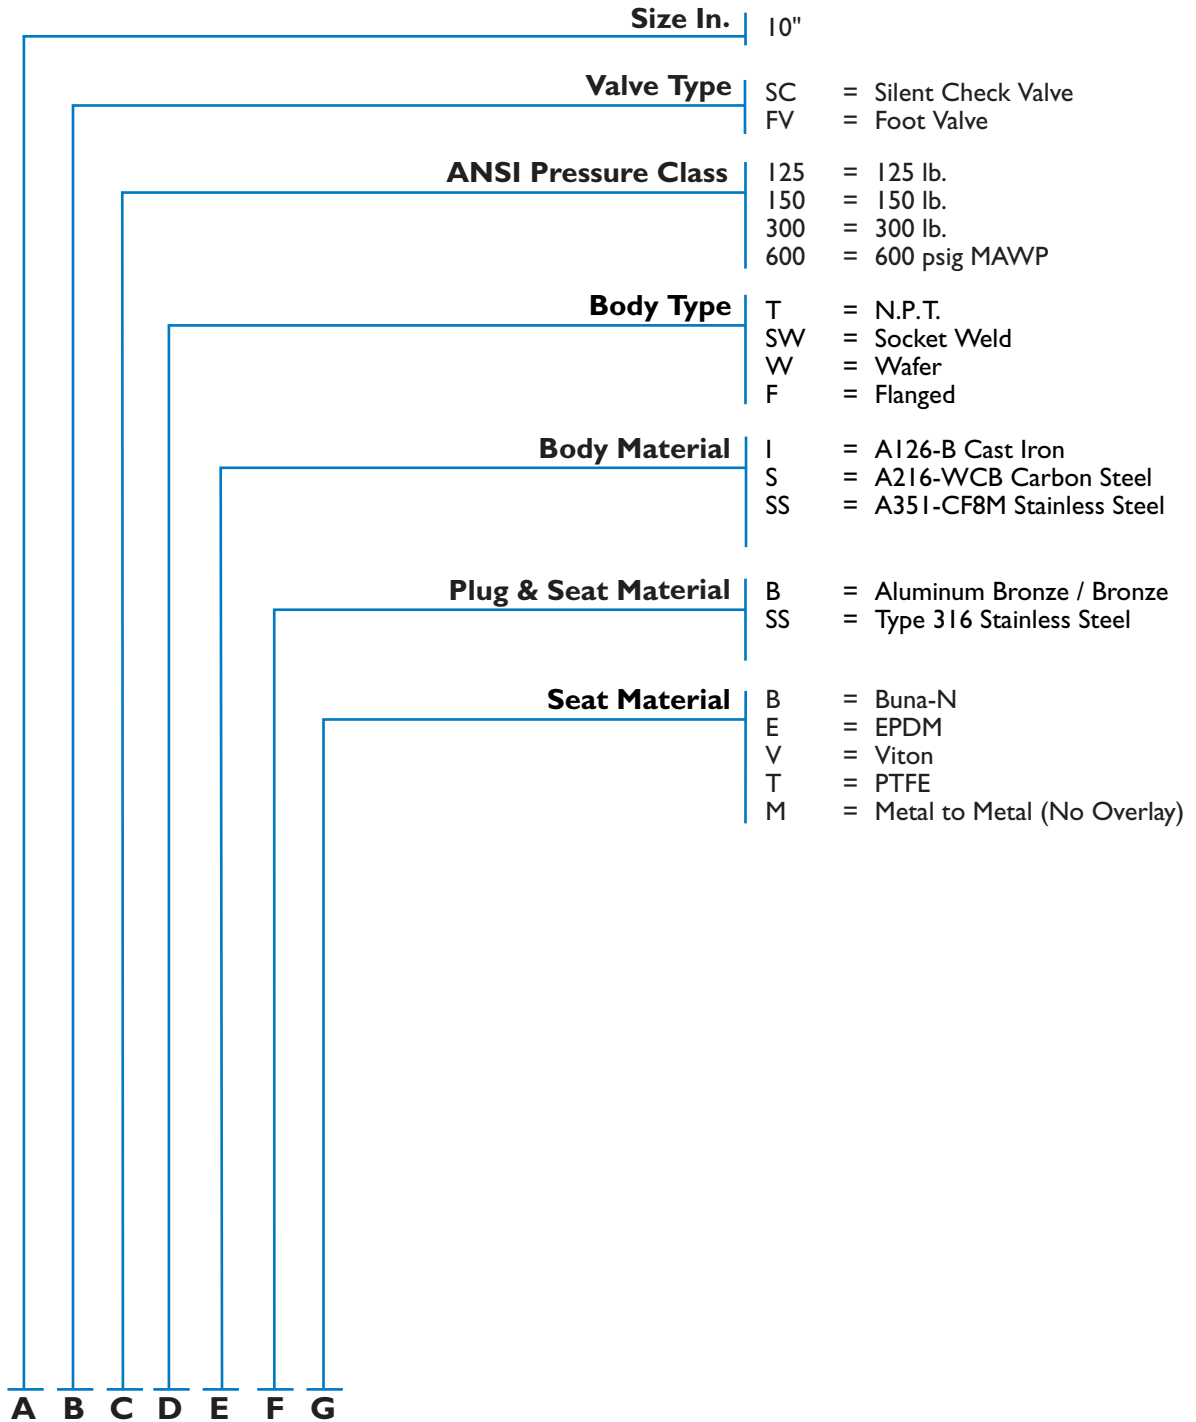 Size In. 10"
Valve Type SC = Silent Check Valve
FV = Foot Valve
ANSI Pressure Class 125 = 125 lb.
150 = 150 lb.
300 = 300 lb.
600 = 600 psig MAWP
Body Type T = N.P.T.
SW = Socket Weld
W = Wafer
F = Flanged
Body Material I = A126-B Cast Iron
S = A216-WCB Carbon Steel
SS = A351-CF8M Stainless Steel
Plug & Seat Material B = Aluminum Bronze / Bronze
SS = Type 316 Stainless Steel
Seat Material B = Buna-N
E = EPDM
V = Viton
T = PTFE
M = Metal to Metal (No Overlay)
A B C D E F G